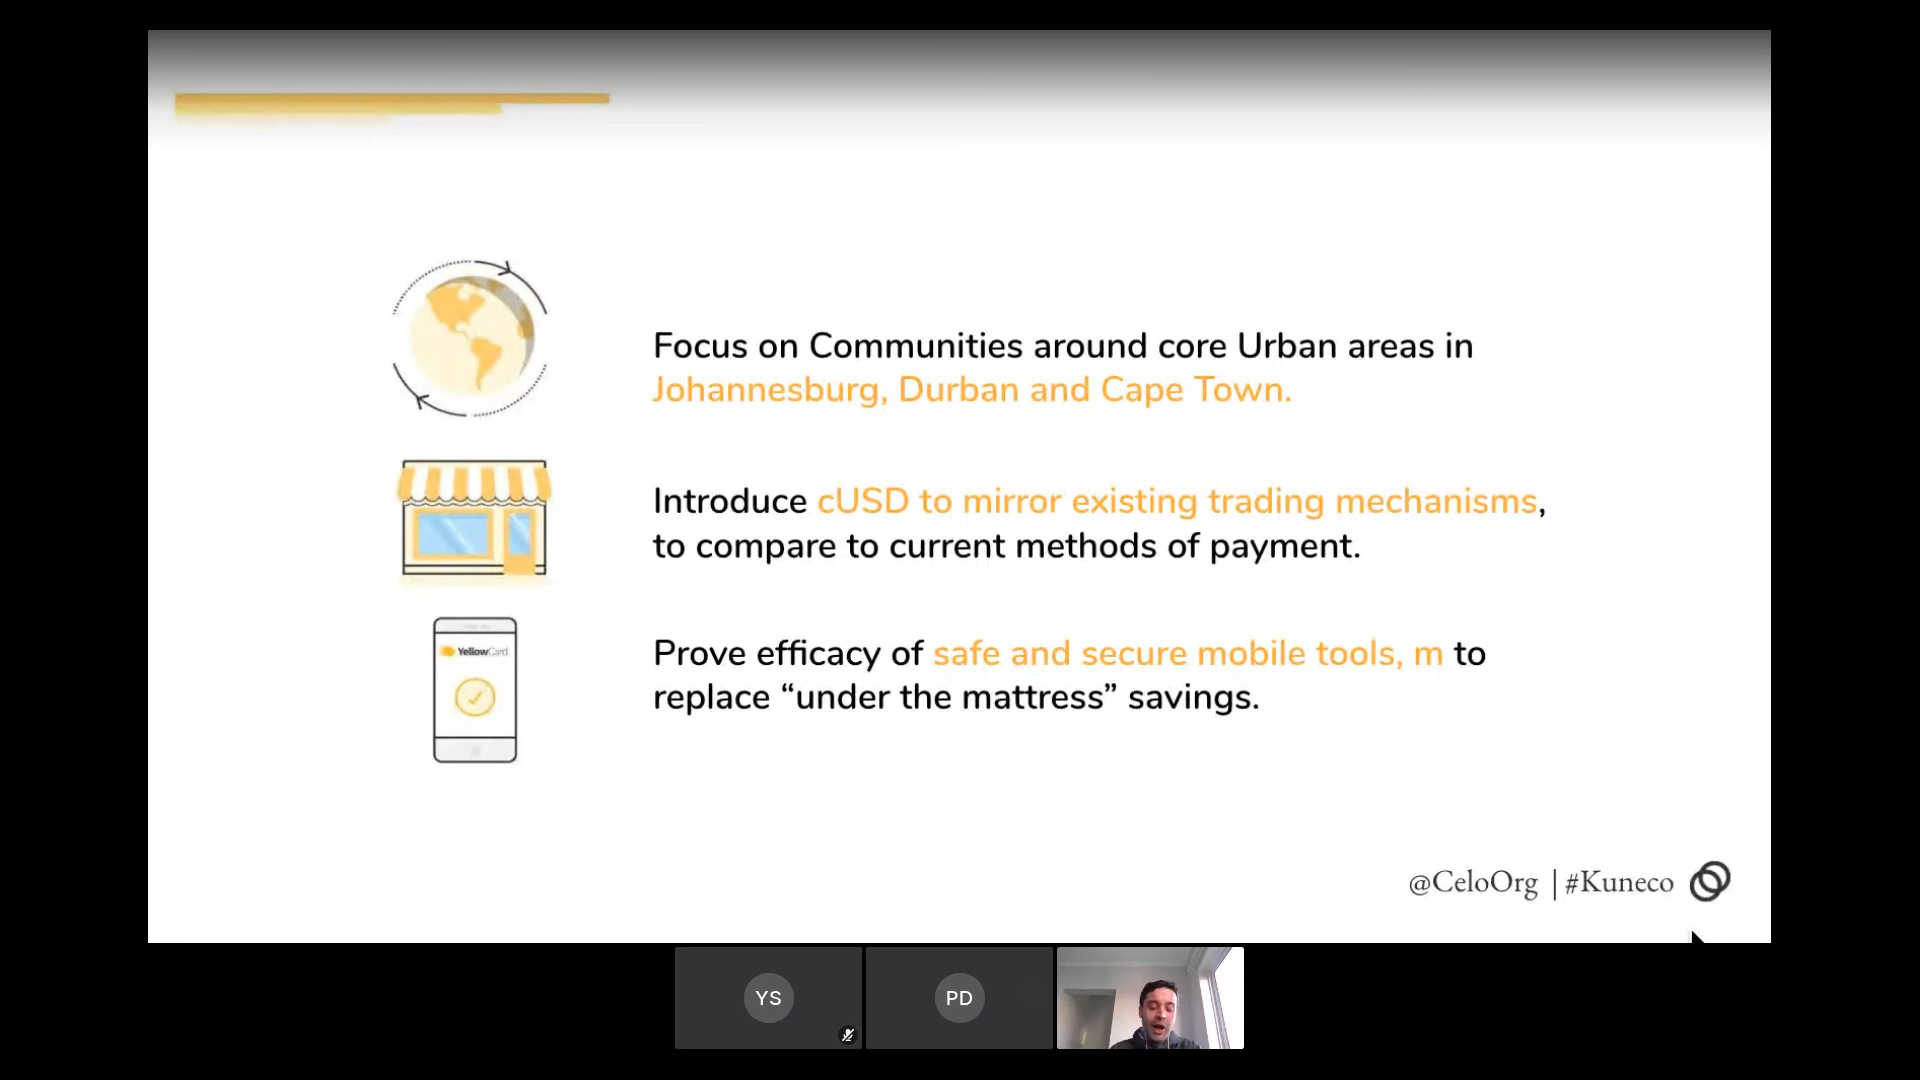 Focus on Communities around core Urban areas in
Johannesburg, Durban and Cape Town.
Introduce cUSD to mirror existing trading mechanisms,
to compare to current methods of payment.
YellowCard
Prove efficacy of safe and secure mobile tools, m to
replace “under the mattress” savings.
@CeloOrg | #Kuneco
YS
PD